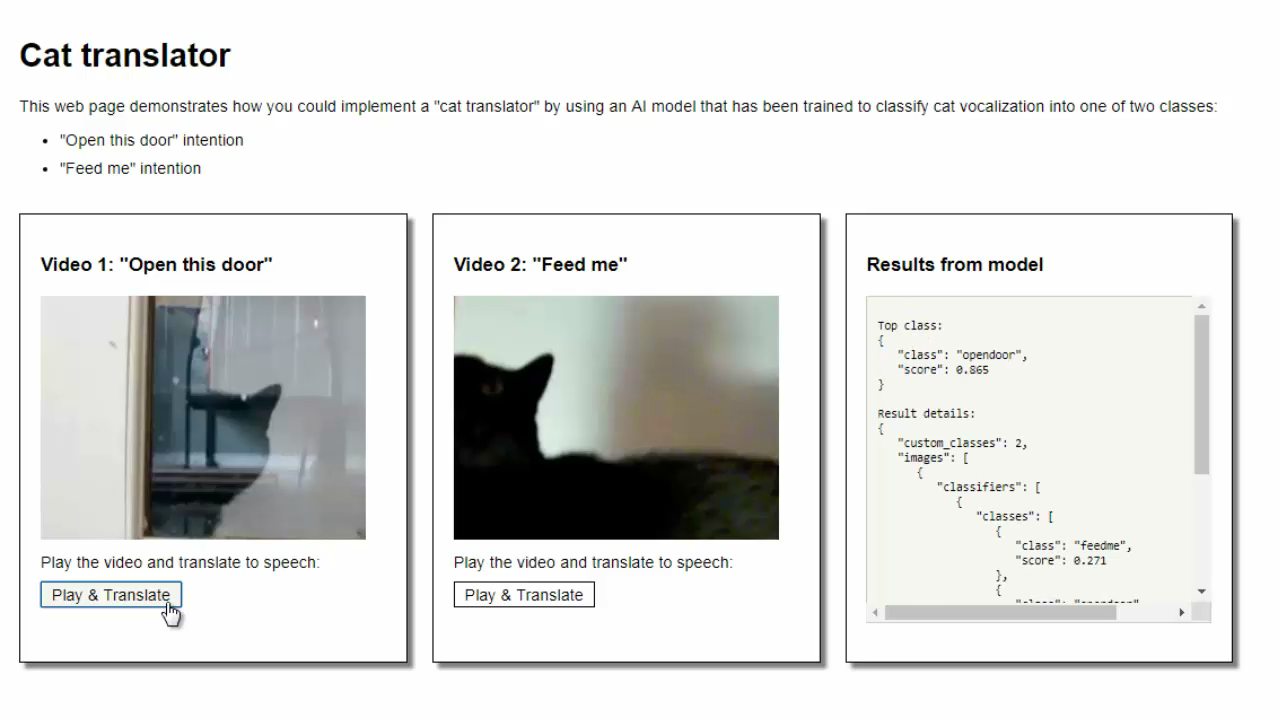 Cat translator
This web page demonstrates how you could implement a "cat translator" by using an AI model that has been trained to classify cat vocalization into one of two classes:
• "Open this door" intention
• "Feed me" intention
Video 1: "Open this door"
Play the video and translate to speech:
Play & Translate
Video 2: "Feed me"
Play the video and translate to speech:
Play & Translate
Results from model
Top class:
{
"class": "opendoor",
"score": 0.865
}
Result details:
{
"custom_classes": 2,
"images": [
{
"classifiers": [
{
"classes": [
{
"class": "feedme",
"score": 0.271
},
{